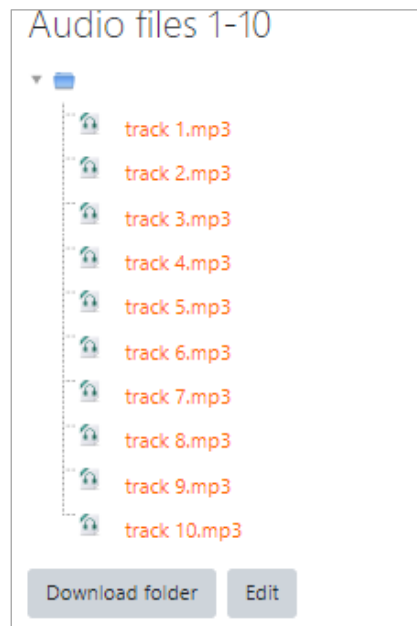 Audio files 1-10
track 1.mp3
track 2.mp3
track 3.mp3
track 4.mp3
track 5.mp3
track 6.mp3
track 7.mp3
track 8.mp3
track 9.mp3
track 10.mp3
Download folder Edit